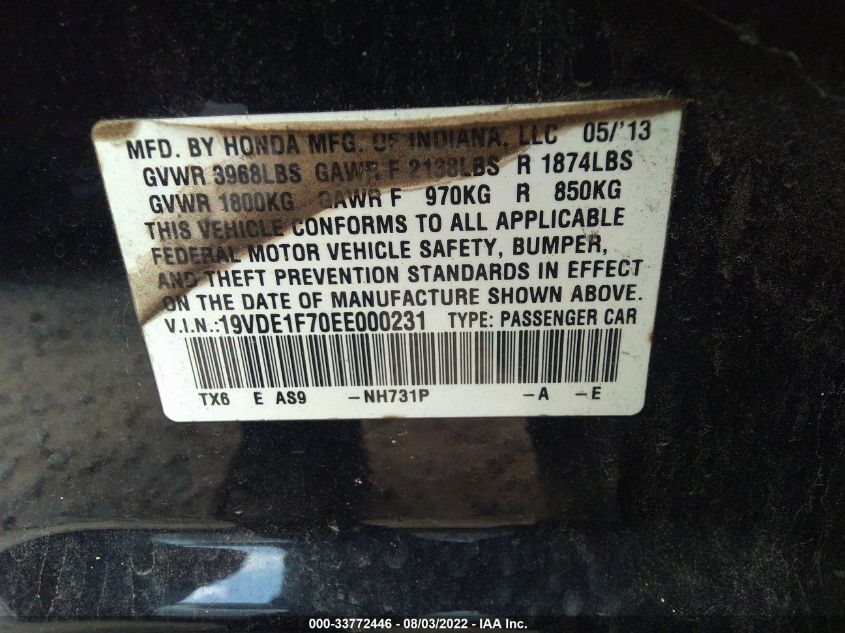 MFD. BY HONDA MFG. OF INDIANA, LLC 05/'13
GVWR 3968LBS GAWR F 2138LBS R 1874LBS
GVWR 1800KG GAWR F 970KG R 850KG
THIS VEHICLE CONFORMS TO ALL APPLICABLE
FEDERAL MOTOR VEHICLE SAFETY, BUMPER,
AND THEFT PREVENTION STANDARDS IN EFFECT
ON THE DATE OF MANUFACTURE SHOWN ABOVE.
V.I.N.:19VDE1F70EE000231 TYPE: PASSENGER CAR
TX6 E AS9 -NH731P -A -E
000-33772446 - 08/03/2022 - IAA Inc.